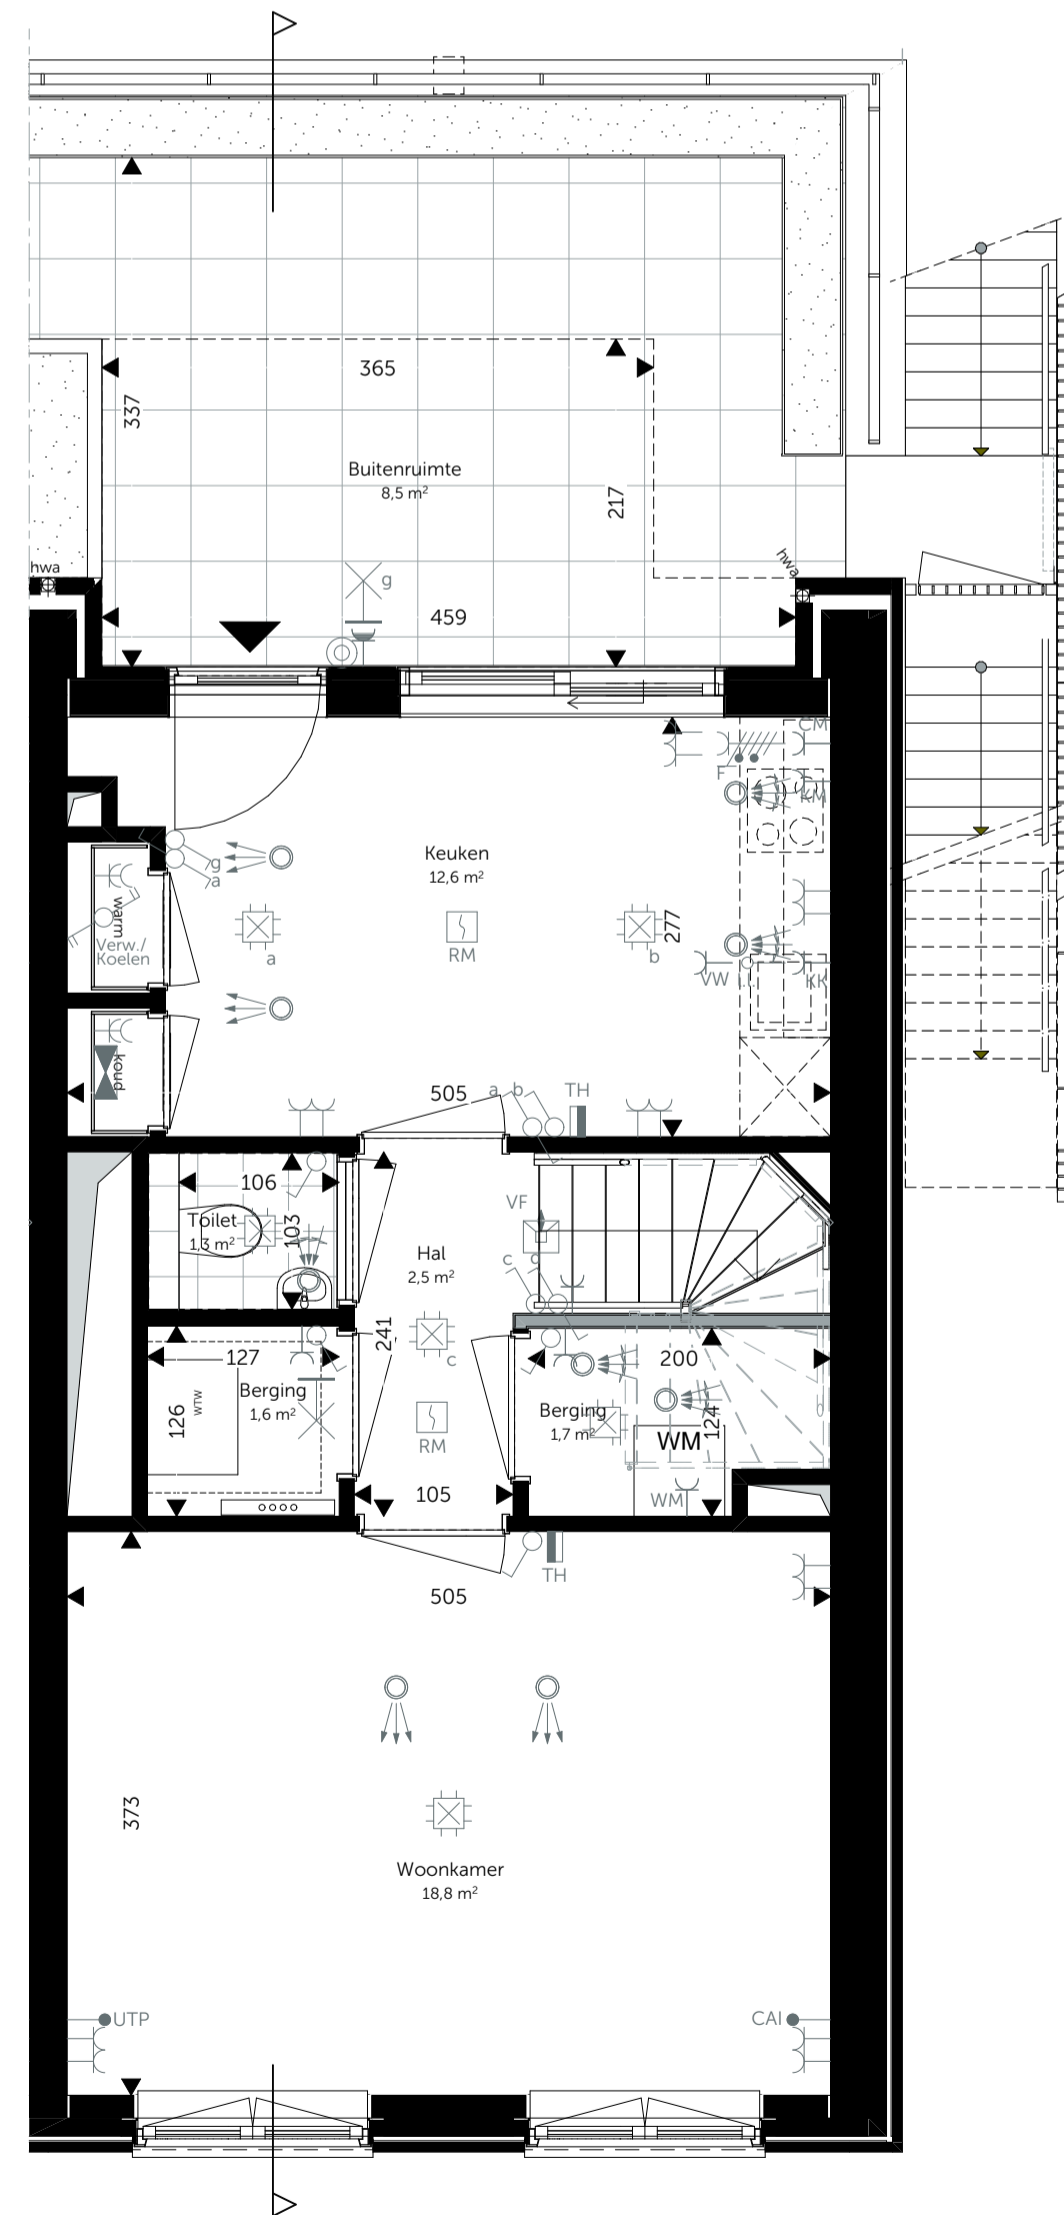 365
337
Buitenruimte
8,5 m²
217
hwa
hwa
g
459
CM
F
KM
g
a
Keuken
12,6 m²
277
warm
Verw./
Koelen
a
RM
b
VW
KK
koud
505
a b
TH
106
Toilet
1,3 m²
103
VF
Hal
2,5 m²
c d
241
127
c
200
126
WTW
Berging
1,6 m²
Berging
1,7 m²
124
WM
RM
105
WM
TH
505
373
Woonkamer
18,8 m²
UTP
CAI